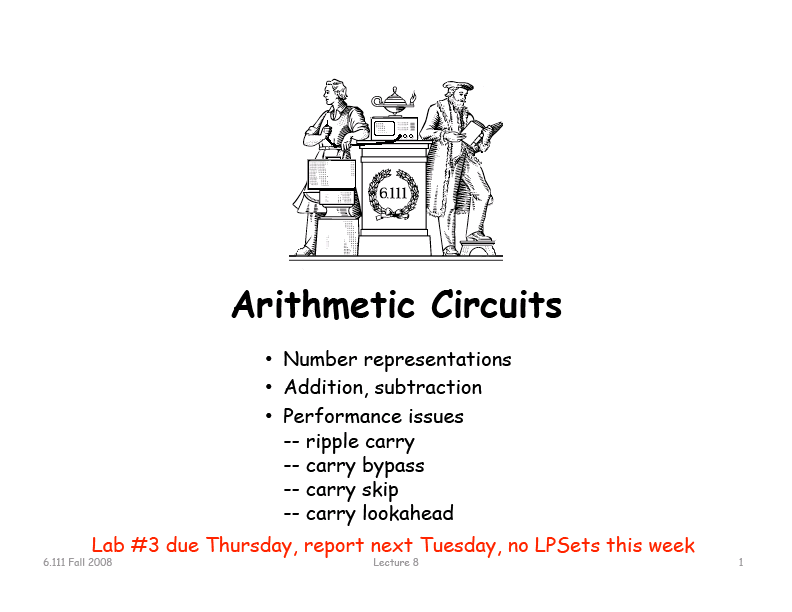 6.111
Arithmetic Circuits
• Number representations
• Addition, subtraction
• Performance issues
-- ripple carry
-- carry bypass
-- carry skip
-- carry lookahead
Lab #3 due Thursday, report next Tuesday, no LPSets this week
6.111 Fall 2008
Lecture 8
1